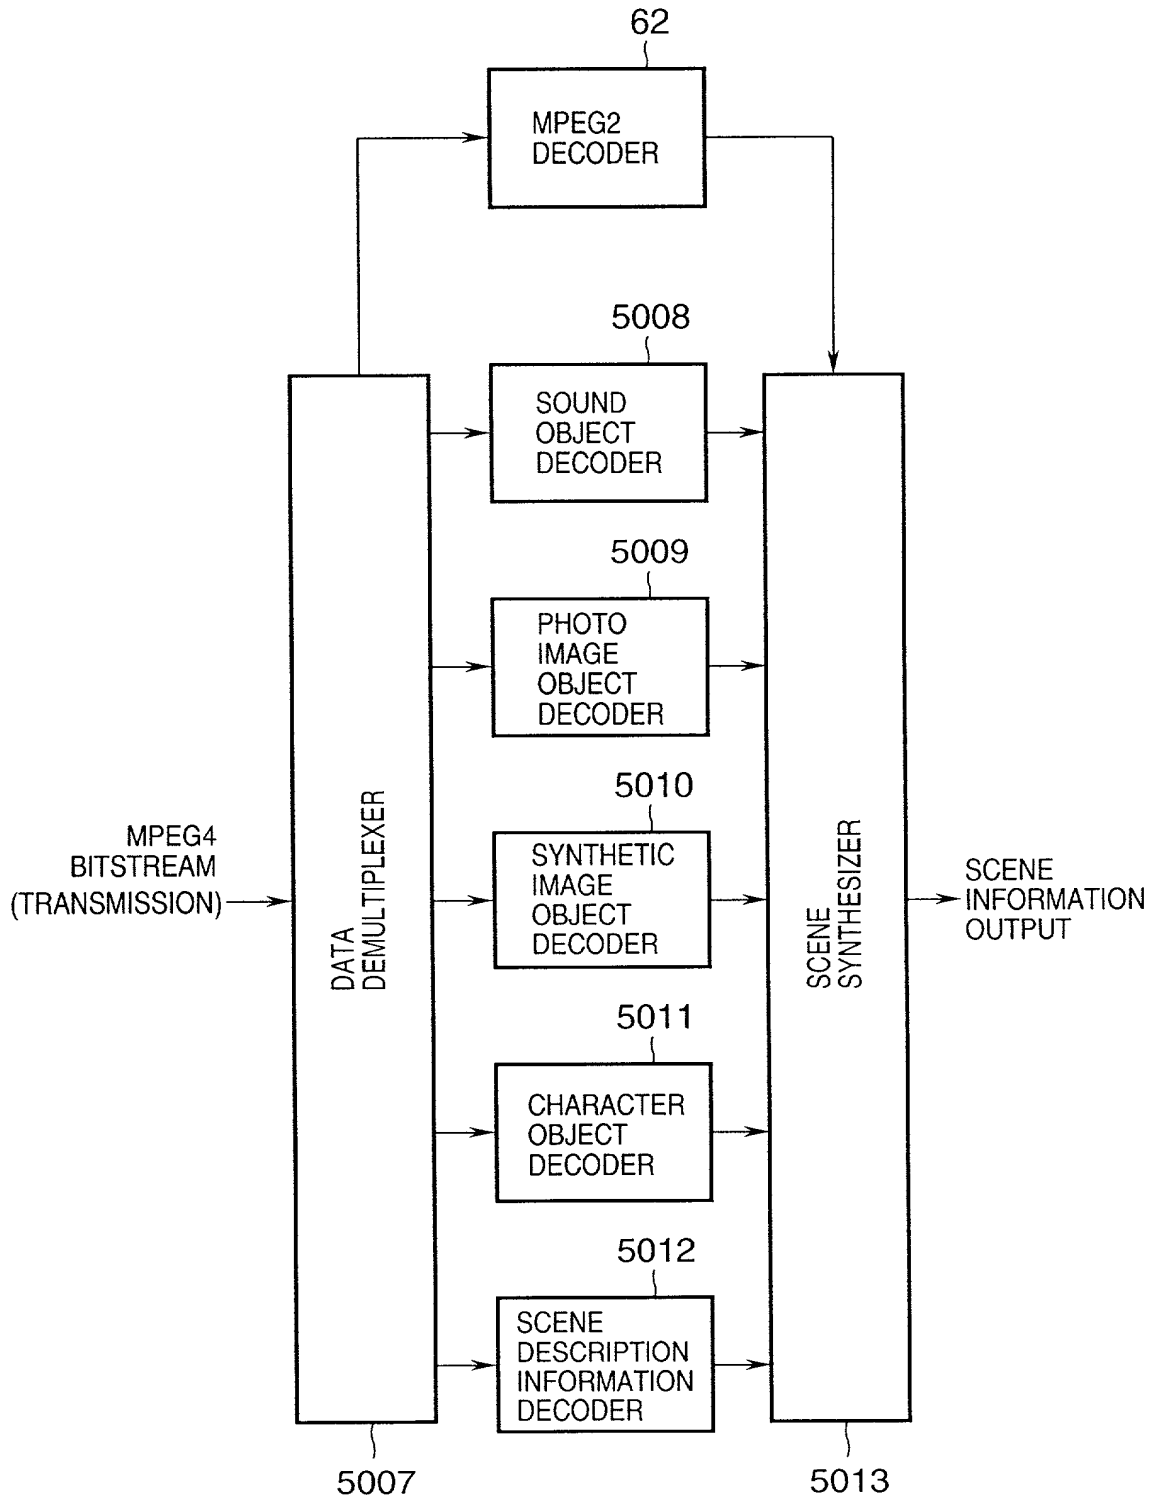 62
MPEG2
DECODER
5008
SOUND
OBJECT
DECODER
5009
PHOTO
IMAGE
OBJECT
DECODER
5010
SYNTHETIC
IMAGE
OBJECT
DECODER
5011
CHARACTER
OBJECT
DECODER
5012
SCENE
DESCRIPTION
INFORMATION
DECODER
MPEG4
BITSTREAM
(TRANSMISSION)
DATA
DEMULTIPLEXER
5007
SCENE
SYNTHESIZER
5013
SCENE
INFORMATION
OUTPUT